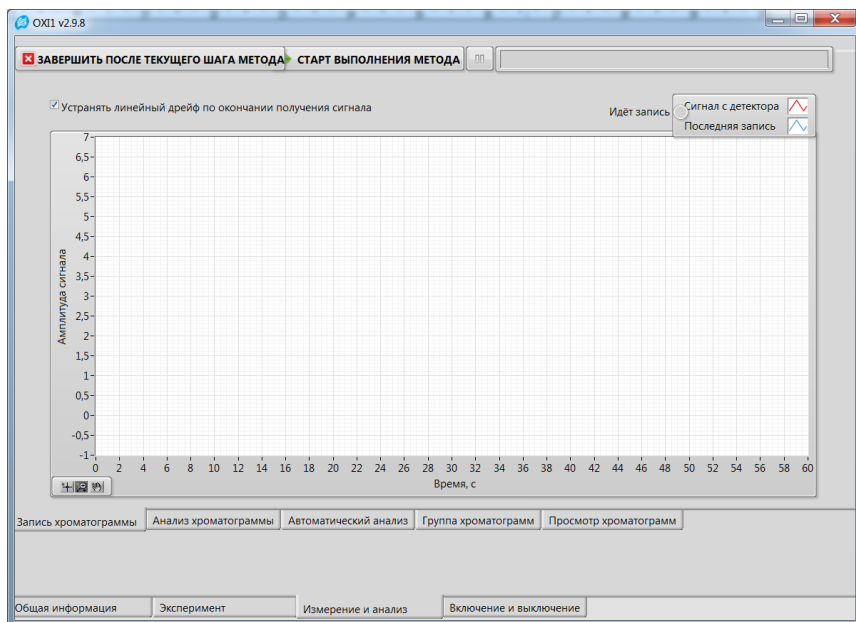 OXI1 v2.9.8
ЗАВЕРШИТЬ ПОСЛЕ ТЕКУЩЕГО ШАГА МЕТОДА СТАРТ ВЫПОЛНЕНИЯ МЕТОДА
Устранять линейный дрейф по окончании получения сигнала
Идёт запись
Сигнал с детектора
Последняя запись
Амплитуда сигнала
7
6,5
6
5,5
5
4,5
4
3,5
3
2,5
2
1,5
1
0,5
0
-0,5
-1
0 2 4 6 8 10 12 14 16 18 20 22 24 26 28 30 32 34 36 38 40 42 44 46 48 50 52 54 56 58 60
Время, с
Запись хроматограммы Анализ хроматограммы Автоматический анализ Группа хроматограмм Просмотр хроматограмм
Общая информация Эксперимент Измерение и анализ Включение и выключение